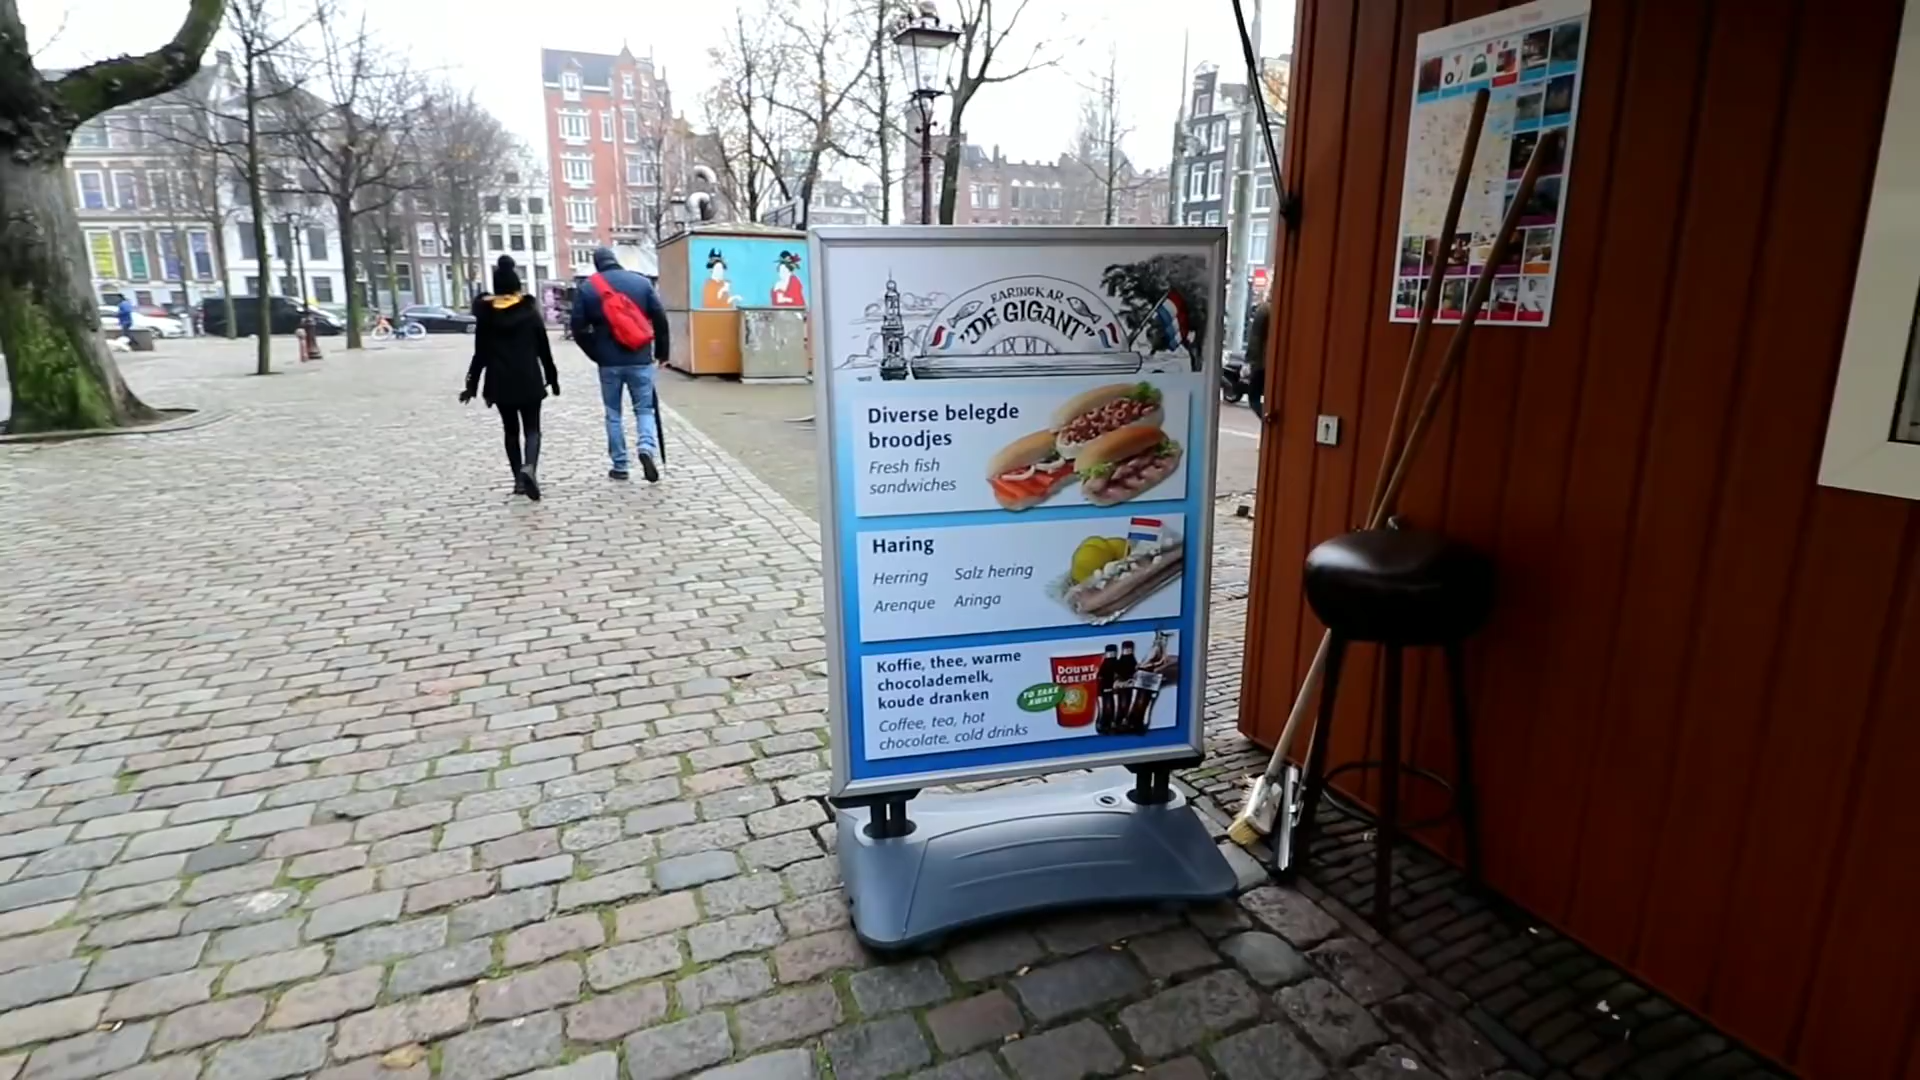 HARINGKAR
"DE GIGANT"
Diverse belegde
broodjes
Fresh fish
sandwiches
Haring
Herring Salz hering
Arenque Aringa
Koffie, thee, warme
chocolademelk,
koude dranken
Coffee, tea, hot
chocolate, cold drinks
TO TAKE
AWAY
DOUWE
EGBERTS